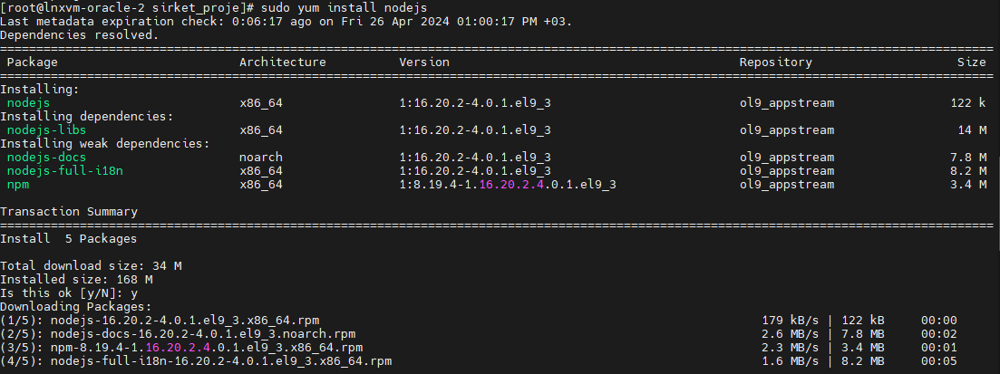 [root@lnxvm-oracle-2 sirket_proje]# sudo yum install nodejs
Last metadata expiration check: 0:06:17 ago on Fri 26 Apr 2024 01:00:17 PM +03.
Dependencies resolved.
================================================================================
Package Architecture Version Repository Size
================================================================================
Installing:
nodejs x86_64 1:16.20.2-4.0.1.el9_3 ol9_appstream 122 k
Installing dependencies:
nodejs-libs x86_64 1:16.20.2-4.0.1.el9_3 ol9_appstream 14 M
Installing weak dependencies:
nodejs-docs noarch 1:16.20.2-4.0.1.el9_3 ol9_appstream 7.8 M
nodejs-full-i18n x86_64 1:16.20.2-4.0.1.el9_3 ol9_appstream 8.2 M
npm x86_64 1:8.19.4-1.16.20.2.4.0.1.el9_3 ol9_appstream 3.4 M
Transaction Summary
================================================================================
Install 5 Packages
Total download size: 34 M
Installed size: 168 M
Is this ok [y/N]: y
Downloading Packages:
(1/5): nodejs-16.20.2-4.0.1.el9_3.x86_64.rpm 179 kB/s | 122 kB 00:00
(2/5): nodejs-docs-16.20.2-4.0.1.el9_3.noarch.rpm 2.6 MB/s | 7.8 MB 00:02
(3/5): npm-8.19.4-1.16.20.2.4.0.1.el9_3.x86_64.rpm 2.3 MB/s | 3.4 MB 00:01
(4/5): nodejs-full-i18n-16.20.2-4.0.1.el9_3.x86_64.rpm 1.6 MB/s | 8.2 MB 00:05